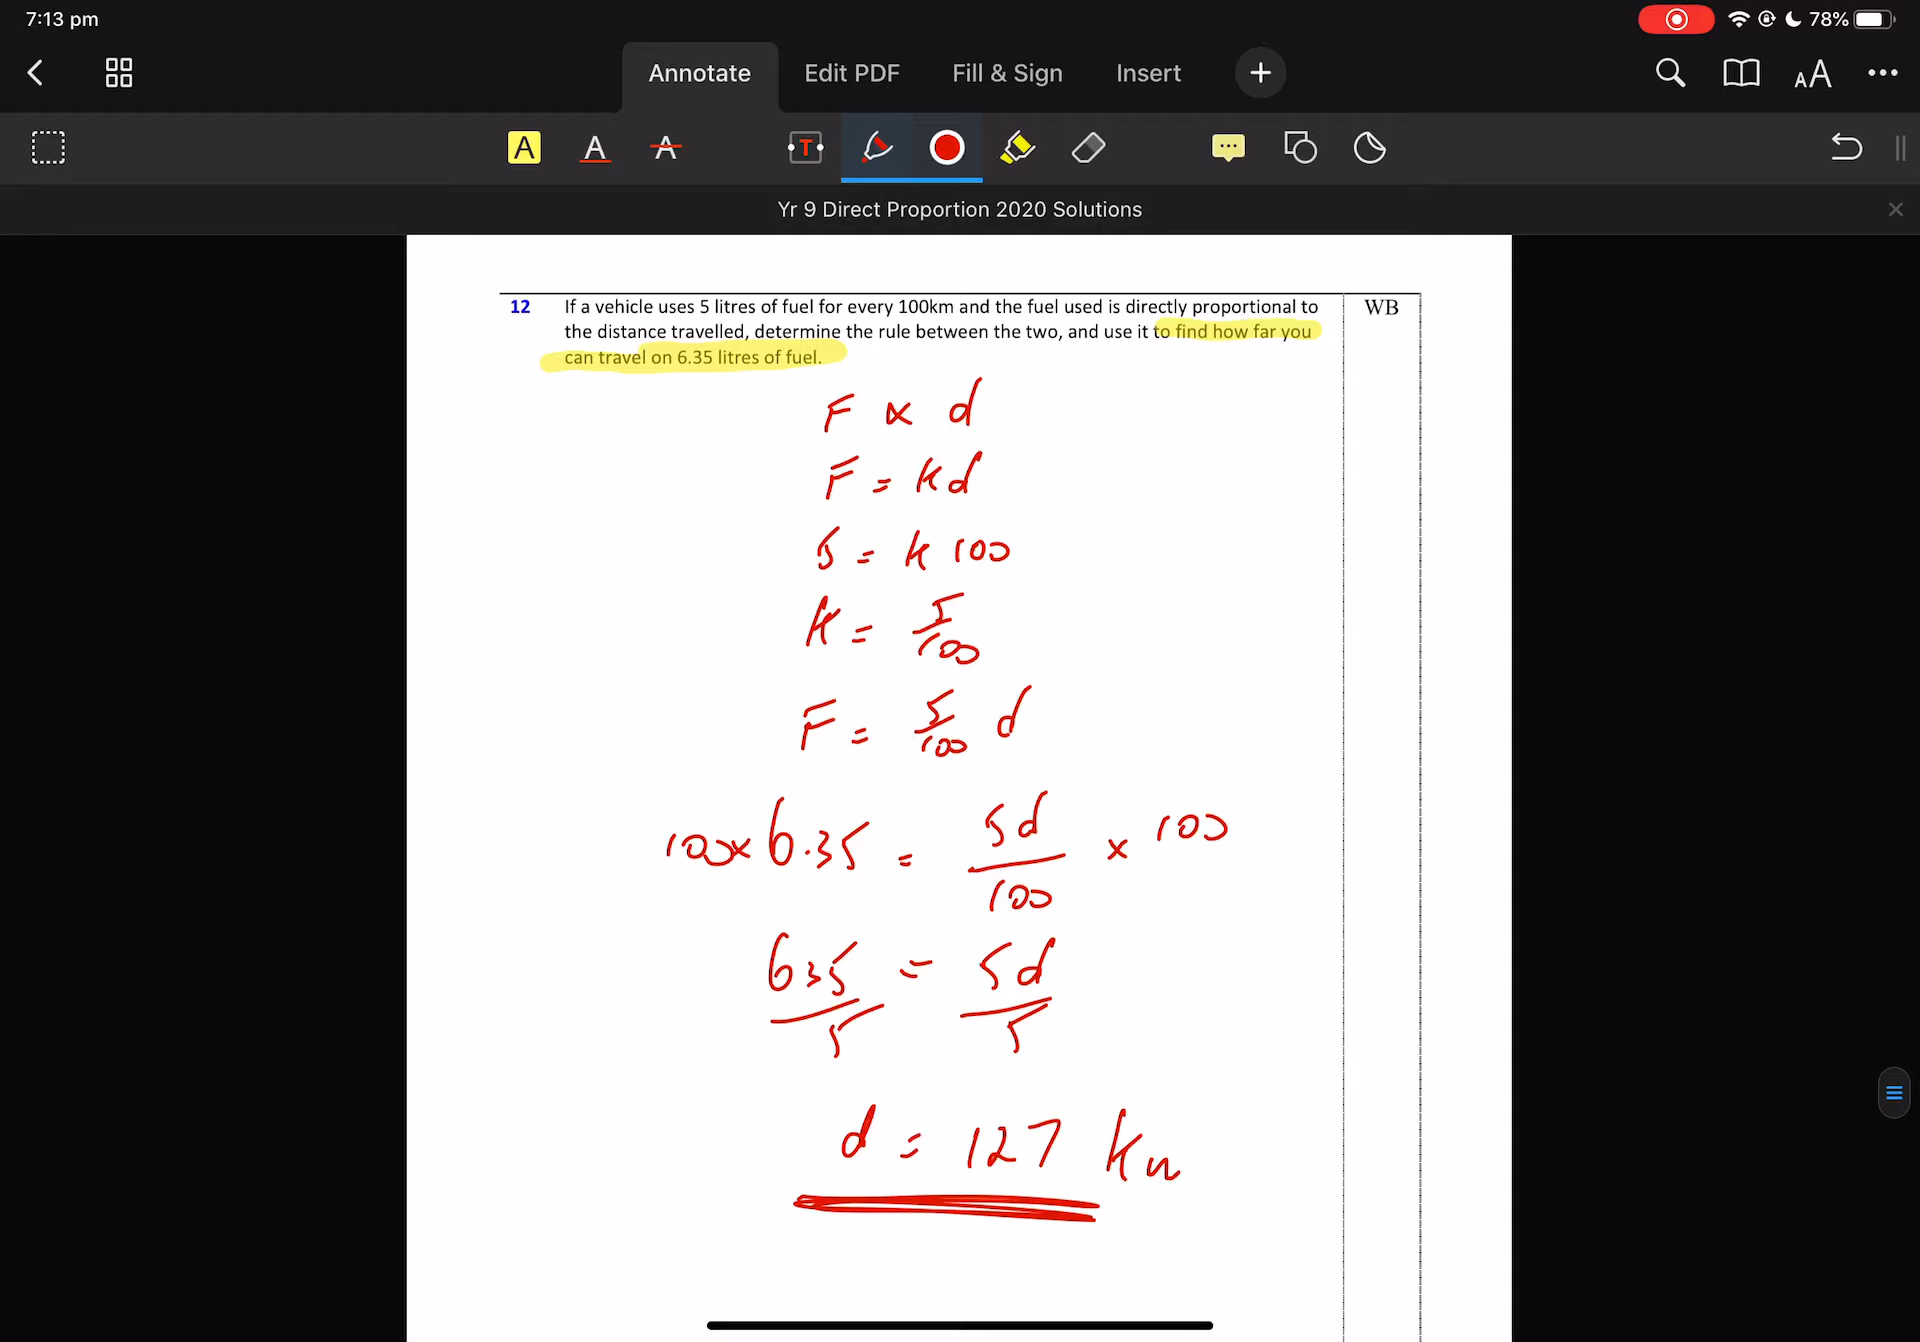 7:13 pm
78%
Annotate
Edit PDF
Fill & Sign
Insert
Yr 9 Direct Proportion 2020 Solutions
12 If a vehicle uses 5 litres of fuel for every 100km and the fuel used is directly proportional to WB
the distance travelled, determine the rule between the two, and use it to find how far you
can travel on 6.35 litres of fuel.
F ∝ d
F = kd
5 = k 100
k = 5/100
F = 5/100 d
100 × 6.35 = 5d/100 × 100
635/5 = 5d/5
d = 127 km